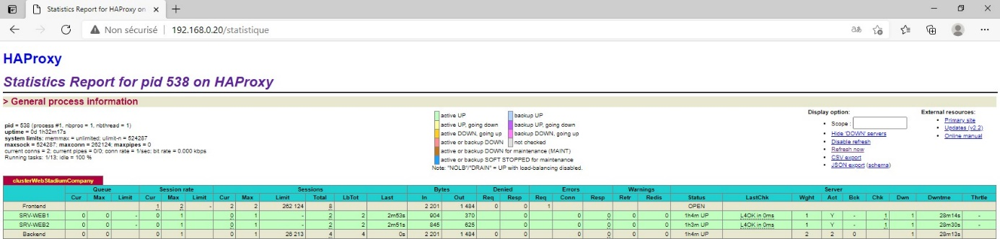 Statistics Report for HAProxy on
Non sécurisé | 192.168.0.20/statistique
HAProxy
Statistics Report for pid 538 on HAProxy
> General process information
pid = 538 (process #1, nbproc = 1, nbthread = 1)
uptime = 0d 1h32m17s
system limits: memmax = unlimited; ulimit-n = 524287
maxsock = 524287; maxconn = 262124; maxpipes = 0
current conns = 2; current pipes = 0/0; conn rate = 1/sec; bit rate = 0.000 kbps
Running tasks: 1/13; idle = 100 %
active UP backup UP
active UP, going down backup UP, going down
active DOWN, going up backup DOWN, going up
active or backup DOWN not checked
active or backup DOWN for maintenance (MAINT)
active or backup SOFT STOPPED for maintenance
Note: "NOLB"/"DRAIN" = UP with load-balancing disabled.
Display option:
• Scope :
• Hide 'DOWN' servers
• Disable refresh
• Refresh now
• CSV export
• JSON export (schema)
External resources:
• Primary site
• Updates (v2.2)
• Online manual
clusterWebStadiumCompany
Queue Session rate Sessions Bytes Denied Errors Warnings Server
Cur Max Limit Cur Max Limit Cur Max Limit Total LbTot Last In Out Req Resp Req Conn Resp Retr Redis Status LastChk Wght Act Bck Chk Dwn Dwntme Thrtle
Frontend 1 2 - 2 2 262 124 8 2 201 1 484 0 0 1 OPEN
SRV-WEB1 0 0 - 0 1 0 1 - 2 2 2m53s 904 370 0 0 0 0 0 1h4m UP L4OK in 0ms 1 Y - 1 1 28m14s -
SRV-WEB2 0 0 - 0 1 0 1 - 2 2 2m51s 845 625 0 0 0 0 0 1h3m UP L4OK in 0ms 1 Y - 1 1 28m30s -
Backend 0 0 0 1 0 1 26 213 4 4 0s 2 201 1 484 0 0 0 0 0 0 1h4m UP 2 2 0 1 28m13s